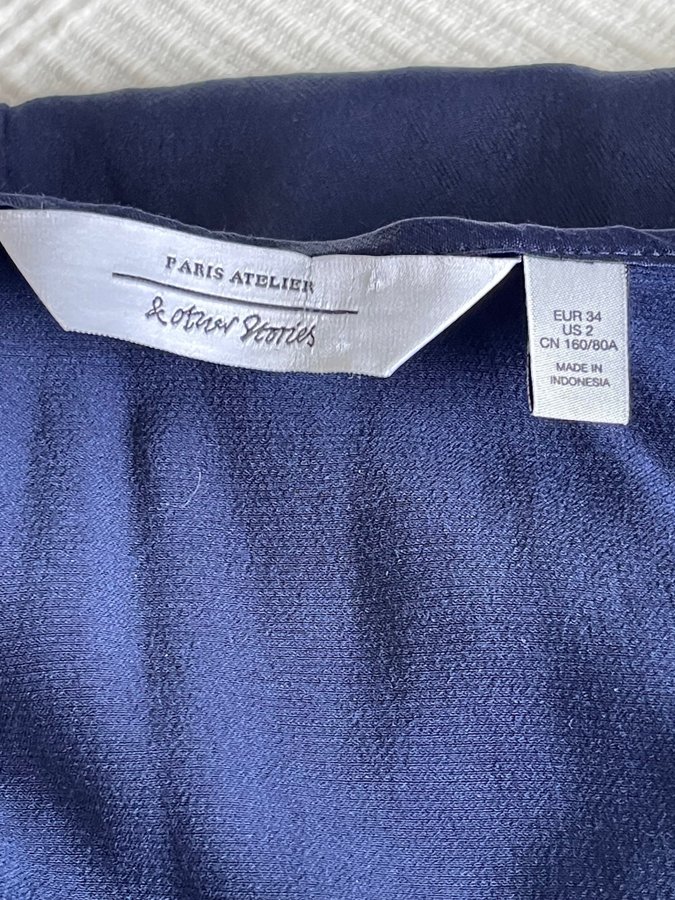 PARIS ATELIER
& other Stories
EUR 34
US 2
CN 160/80A
MADE IN
INDONESIA